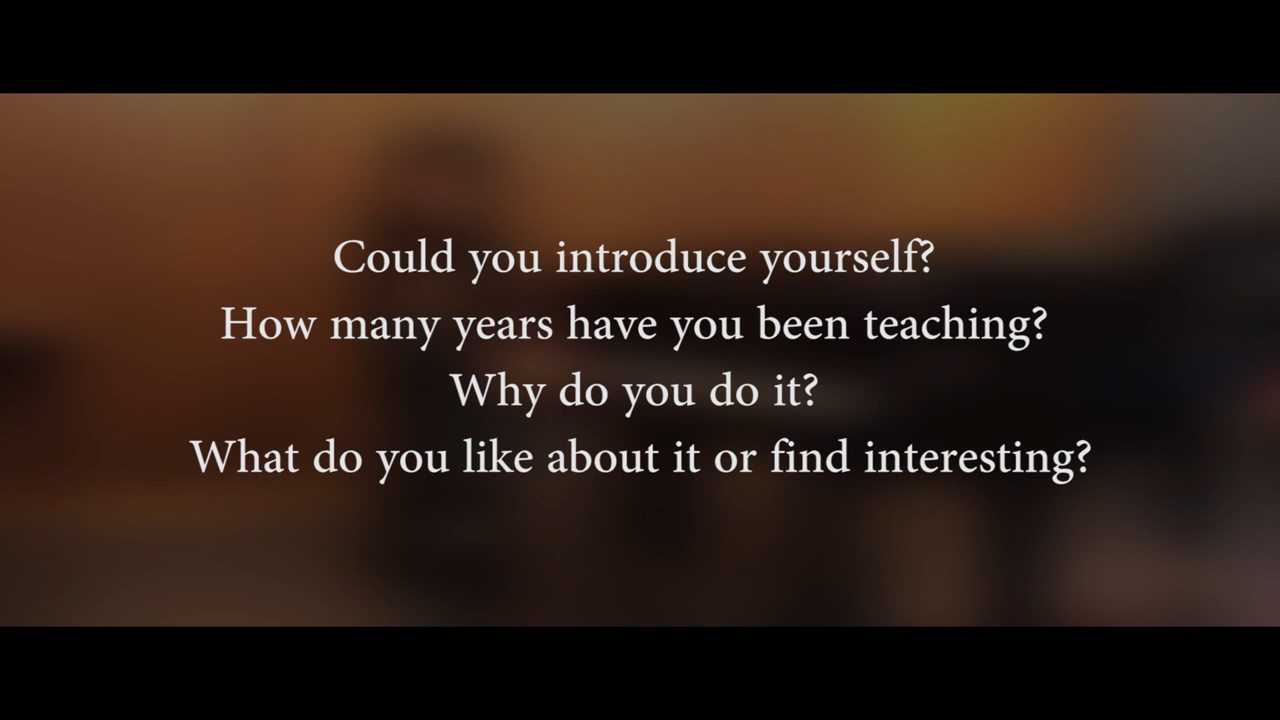 Could you introduce yourself?
How many years have you been teaching?
Why do you do it?
What do you like about it or find interesting?